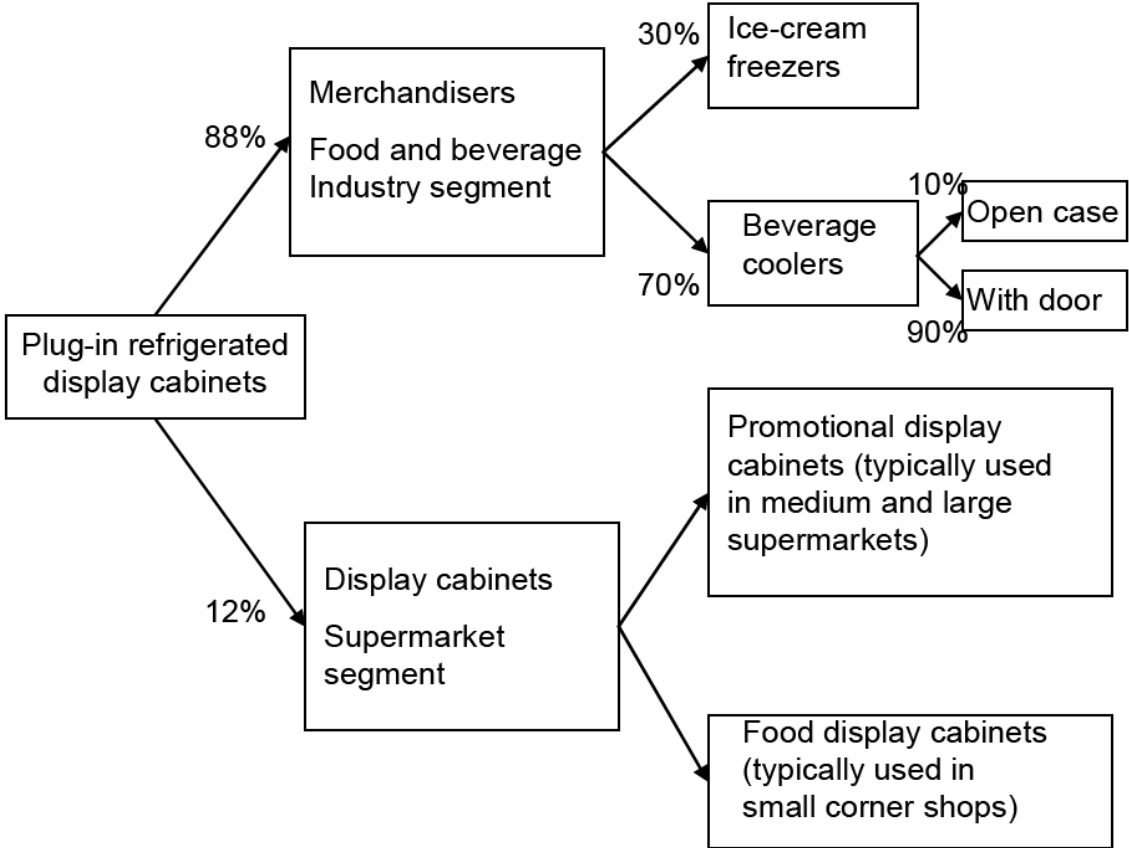 30%
Ice-cream
freezers
Merchandisers
88%
Food and beverage
Industry segment
10%
Open case
Beverage
coolers
70%
With door
90%
Plug-in refrigerated
display cabinets
Promotional display
cabinets (typically used
in medium and large
supermarkets)
Display cabinets
12%
Supermarket
segment
Food display cabinets
(typically used in
small corner shops)